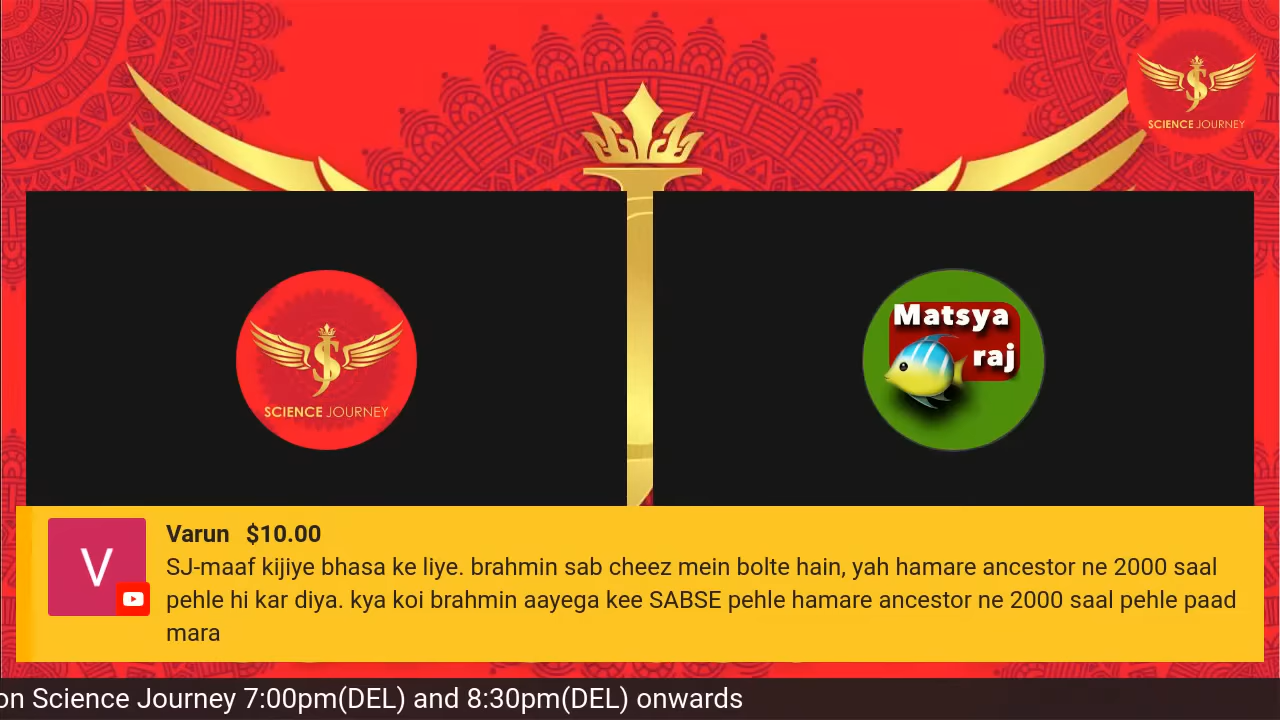 SCIENCE JOURNEY
Matsya
raj
SCIENCE JOURNEY
V
Varun $10.00
SJ-maaf kijiye bhasa ke liye. brahmin sab cheez mein bolte hain, yah hamare ancestor ne 2000 saal
pehle hi kar diya. kya koi brahmin aayega kee SABSE pehle hamare ancestor ne 2000 saal pehle paad
mara
on Science Journey 7:00pm(DEL) and 8:30pm(DEL) onwards